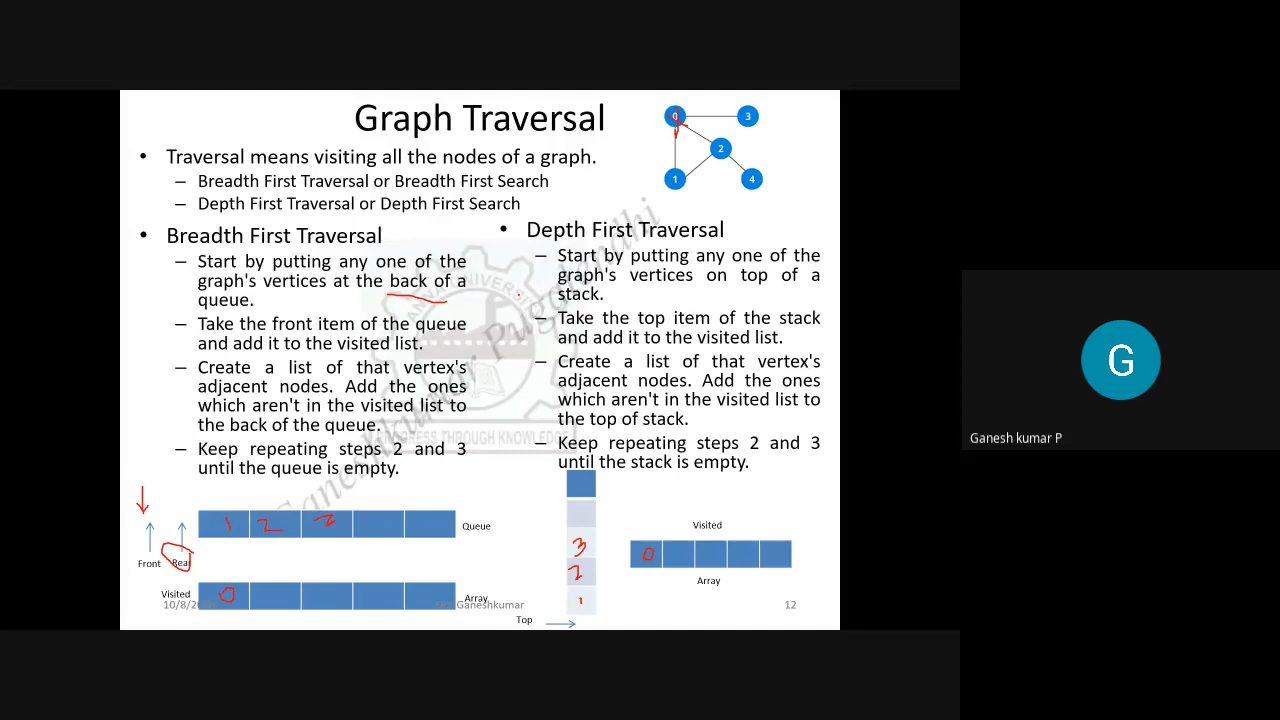 Graph Traversal
• Traversal means visiting all the nodes of a graph.
– Breadth First Traversal or Breadth First Search
– Depth First Traversal or Depth First Search
0
3
2
1
4
• Breadth First Traversal
– Start by putting any one of the
graph's vertices at the back of a
queue.
– Take the front item of the queue
and add it to the visited list.
– Create a list of that vertex's
adjacent nodes. Add the ones
which aren't in the visited list to
the back of the queue.
– Keep repeating steps 2 and 3
until the queue is empty.
• Depth First Traversal
– Start by putting any one of the
graph's vertices on top of a
stack.
– Take the top item of the stack
and add it to the visited list.
– Create a list of that vertex's
adjacent nodes. Add the ones
which aren't in the visited list to
the top of stack.
– Keep repeating steps 2 and 3
until the stack is empty.
Ganeshkumar Pugalendhi
PROGRESS THROUGH KNOWLEDGE
1 2
Queue
Front
Rear
Visited
0
Array
3
2
1
Top
Visited
0
Array
Ganeshkumar
12
G
Ganesh kumar P